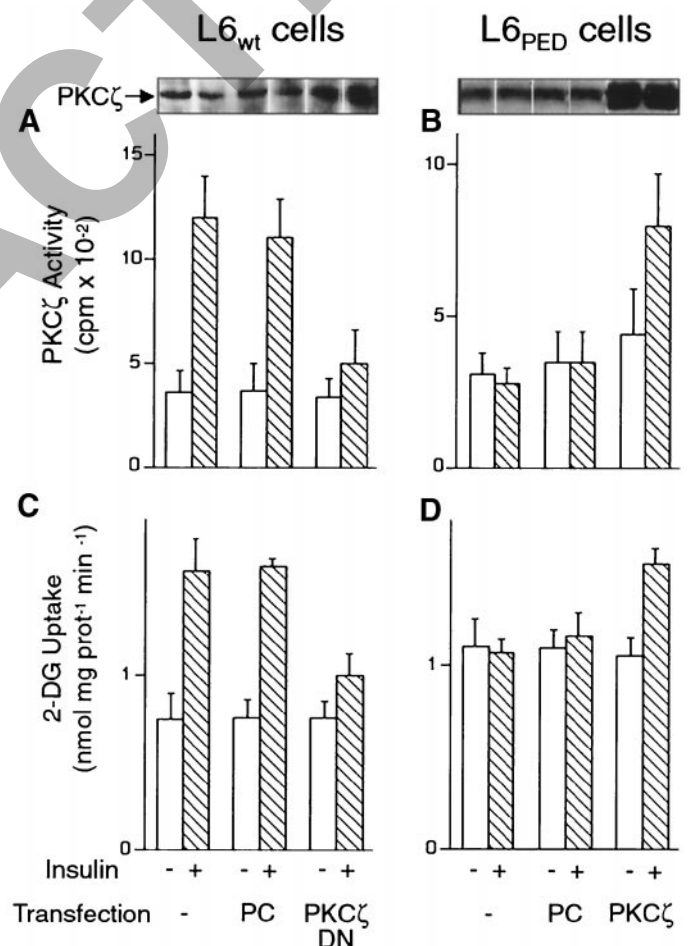 ACT
L6wt cells L6PED cells
PKCζ→
A B
15
10
5
0
PKCζ Activity
(cpm x 10-2)
10
5
0
C D
1
0
2-DG Uptake
(nmol mg prot-1 min -1)
1
0
Insulin - + - + - + - + - + - +
Transfection - PC PKCζ - PC PKCζ
DN